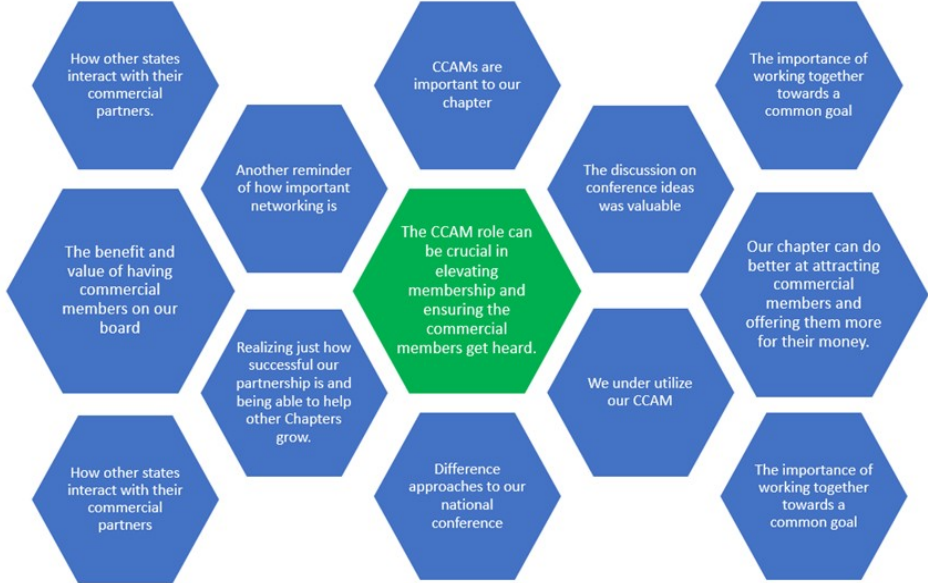 How other states
interact with their
commercial
partners.
CCAMs are
important to our
chapter
The importance of
working together
towards a
common goal
Another reminder
of how important
networking is
The discussion on
conference ideas
was valuable
The benefit and
value of having
commercial
members on our
board
The CCAM role can
be crucial in
elevating
membership and
ensuring the
commercial
members get heard.
Our chapter can do
better at attracting
commercial
members and
offering them more
for their money.
Realizing just how
successful our
partnership is and
being able to help
other Chapters
grow.
We under utilize
our CCAM
How other states
interact with their
commercial
partners
Difference
approaches to our
national
conference
The importance of
working together
towards a
common goal